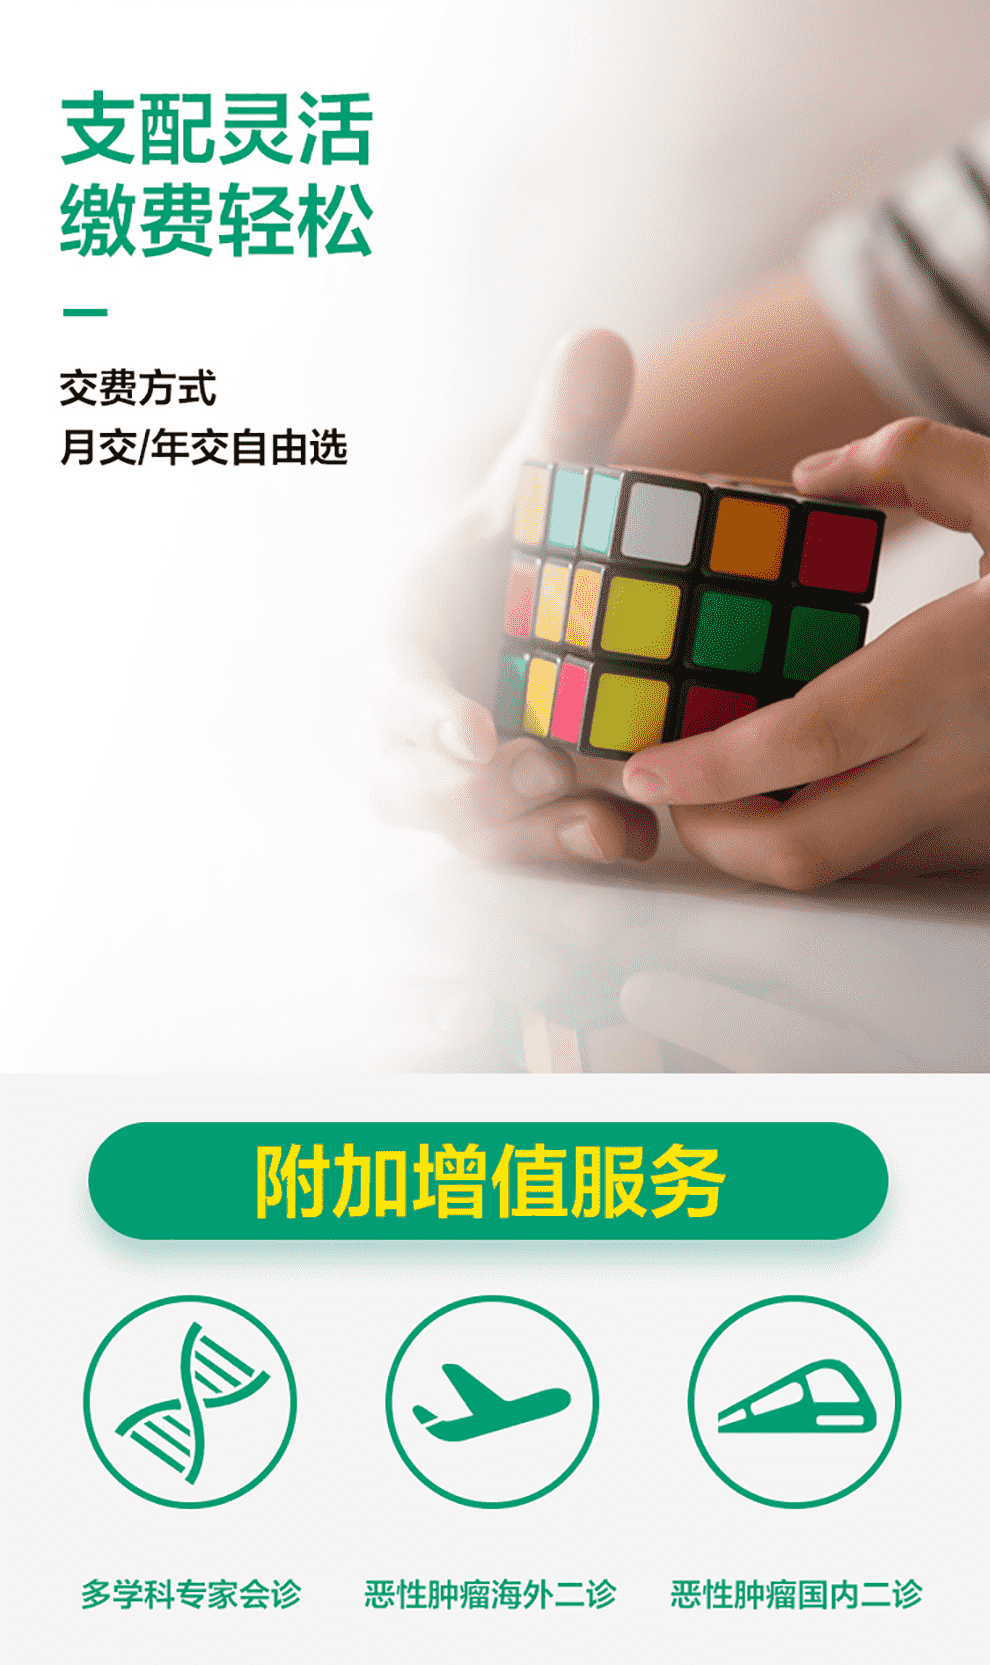 支配灵活
缴费轻松
交费方式
月交/年交自由选
附加增值服务
多学科专家会诊
恶性肿瘤海外二诊
恶性肿瘤国内二诊